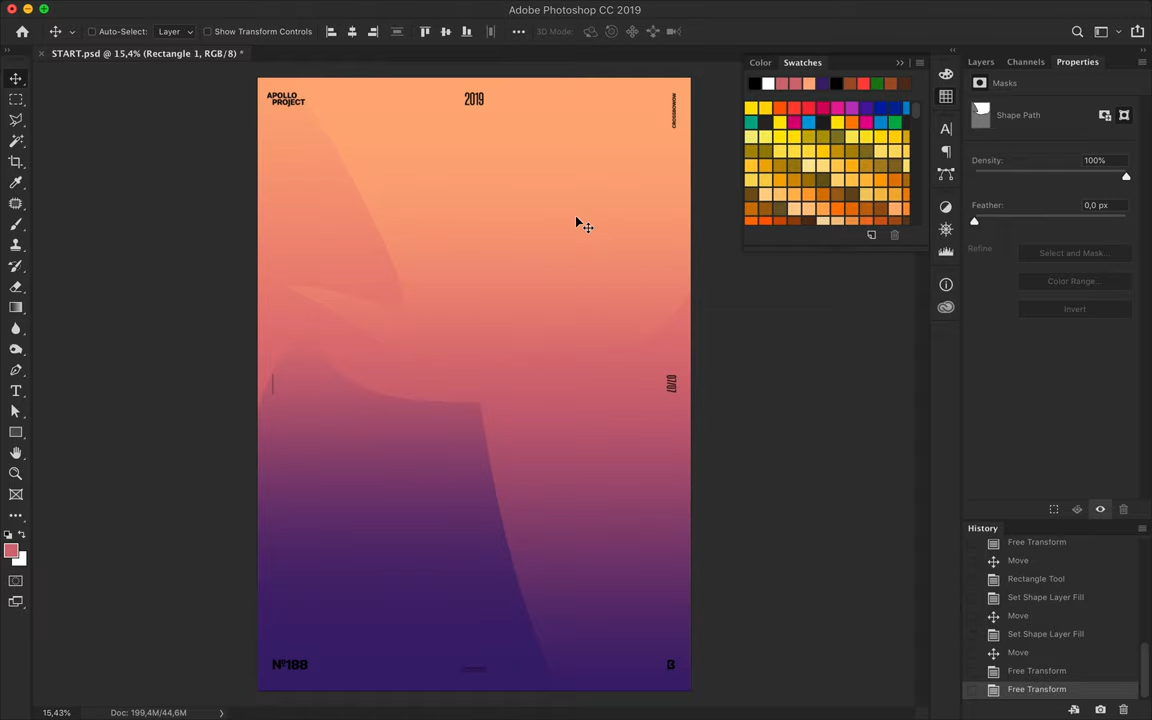 Adobe Photoshop CC 2019
Auto-Select:
Layer
Show Transform Controls
3D Mode:
START.psd @ 15,4% (Rectangle 1, RGB/8) *
Color
Swatches
Layers
Channels
Properties
Masks
Shape Path
Density:
100%
Feather:
0,0 px
Refine
Select and Mask...
Color Range...
Invert
APOLLO
PROJECT
2019
CROSSBOWNOW
07/07
Nº188
History
Free Transform
Move
Rectangle Tool
Set Shape Layer Fill
Move
Set Shape Layer Fill
Move
Free Transform
Free Transform
15,43%
Doc: 199,4M/44,6M